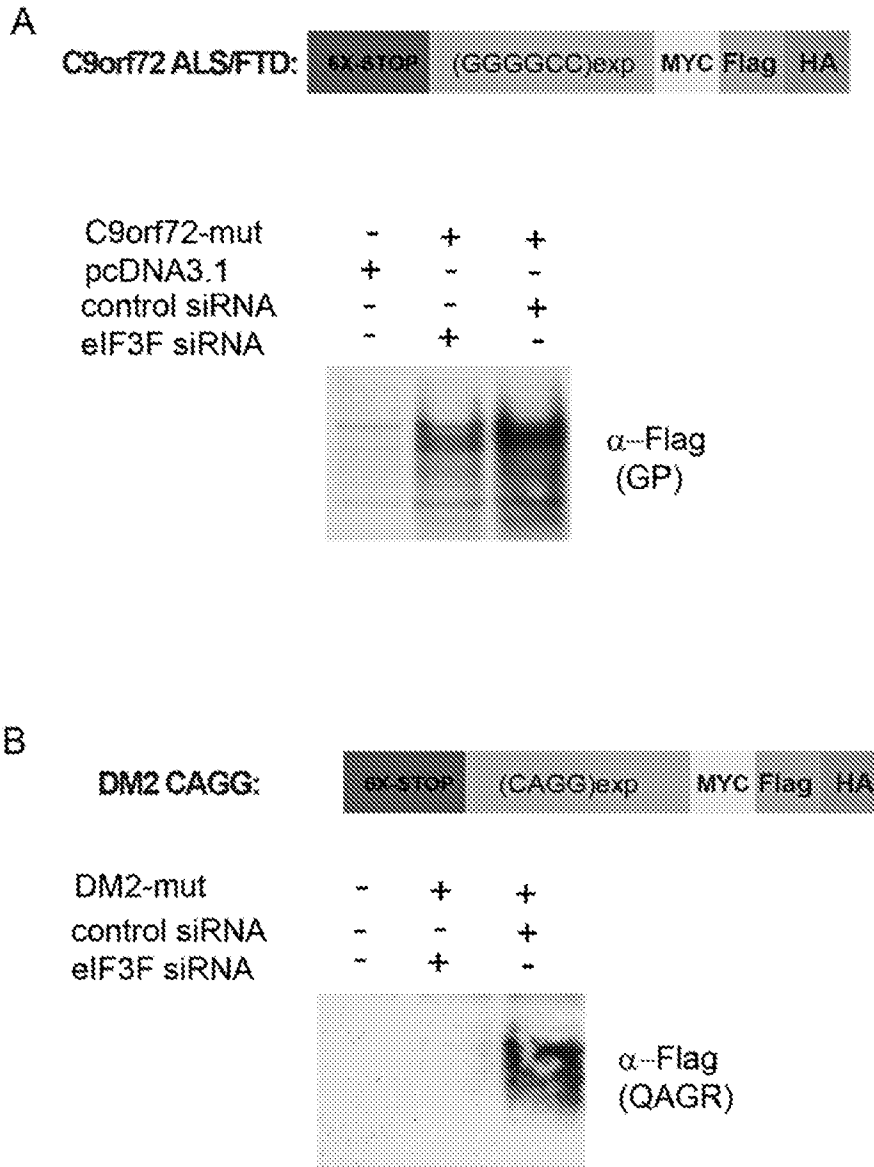 A
C9orf72 ALS/FTD: 6X-STOP (GGGGCC)exp MYC Flag HA
C9orf72-mut - + +
pcDNA3.1 + - -
control siRNA - - +
eIF3F siRNA - + -
α-Flag
(GP)
B
DM2 CAGG: 6X-STOP (CAGG)exp MYC Flag HA
DM2-mut - + +
control siRNA - - +
eIF3F siRNA - + -
α-Flag
(QAGR)